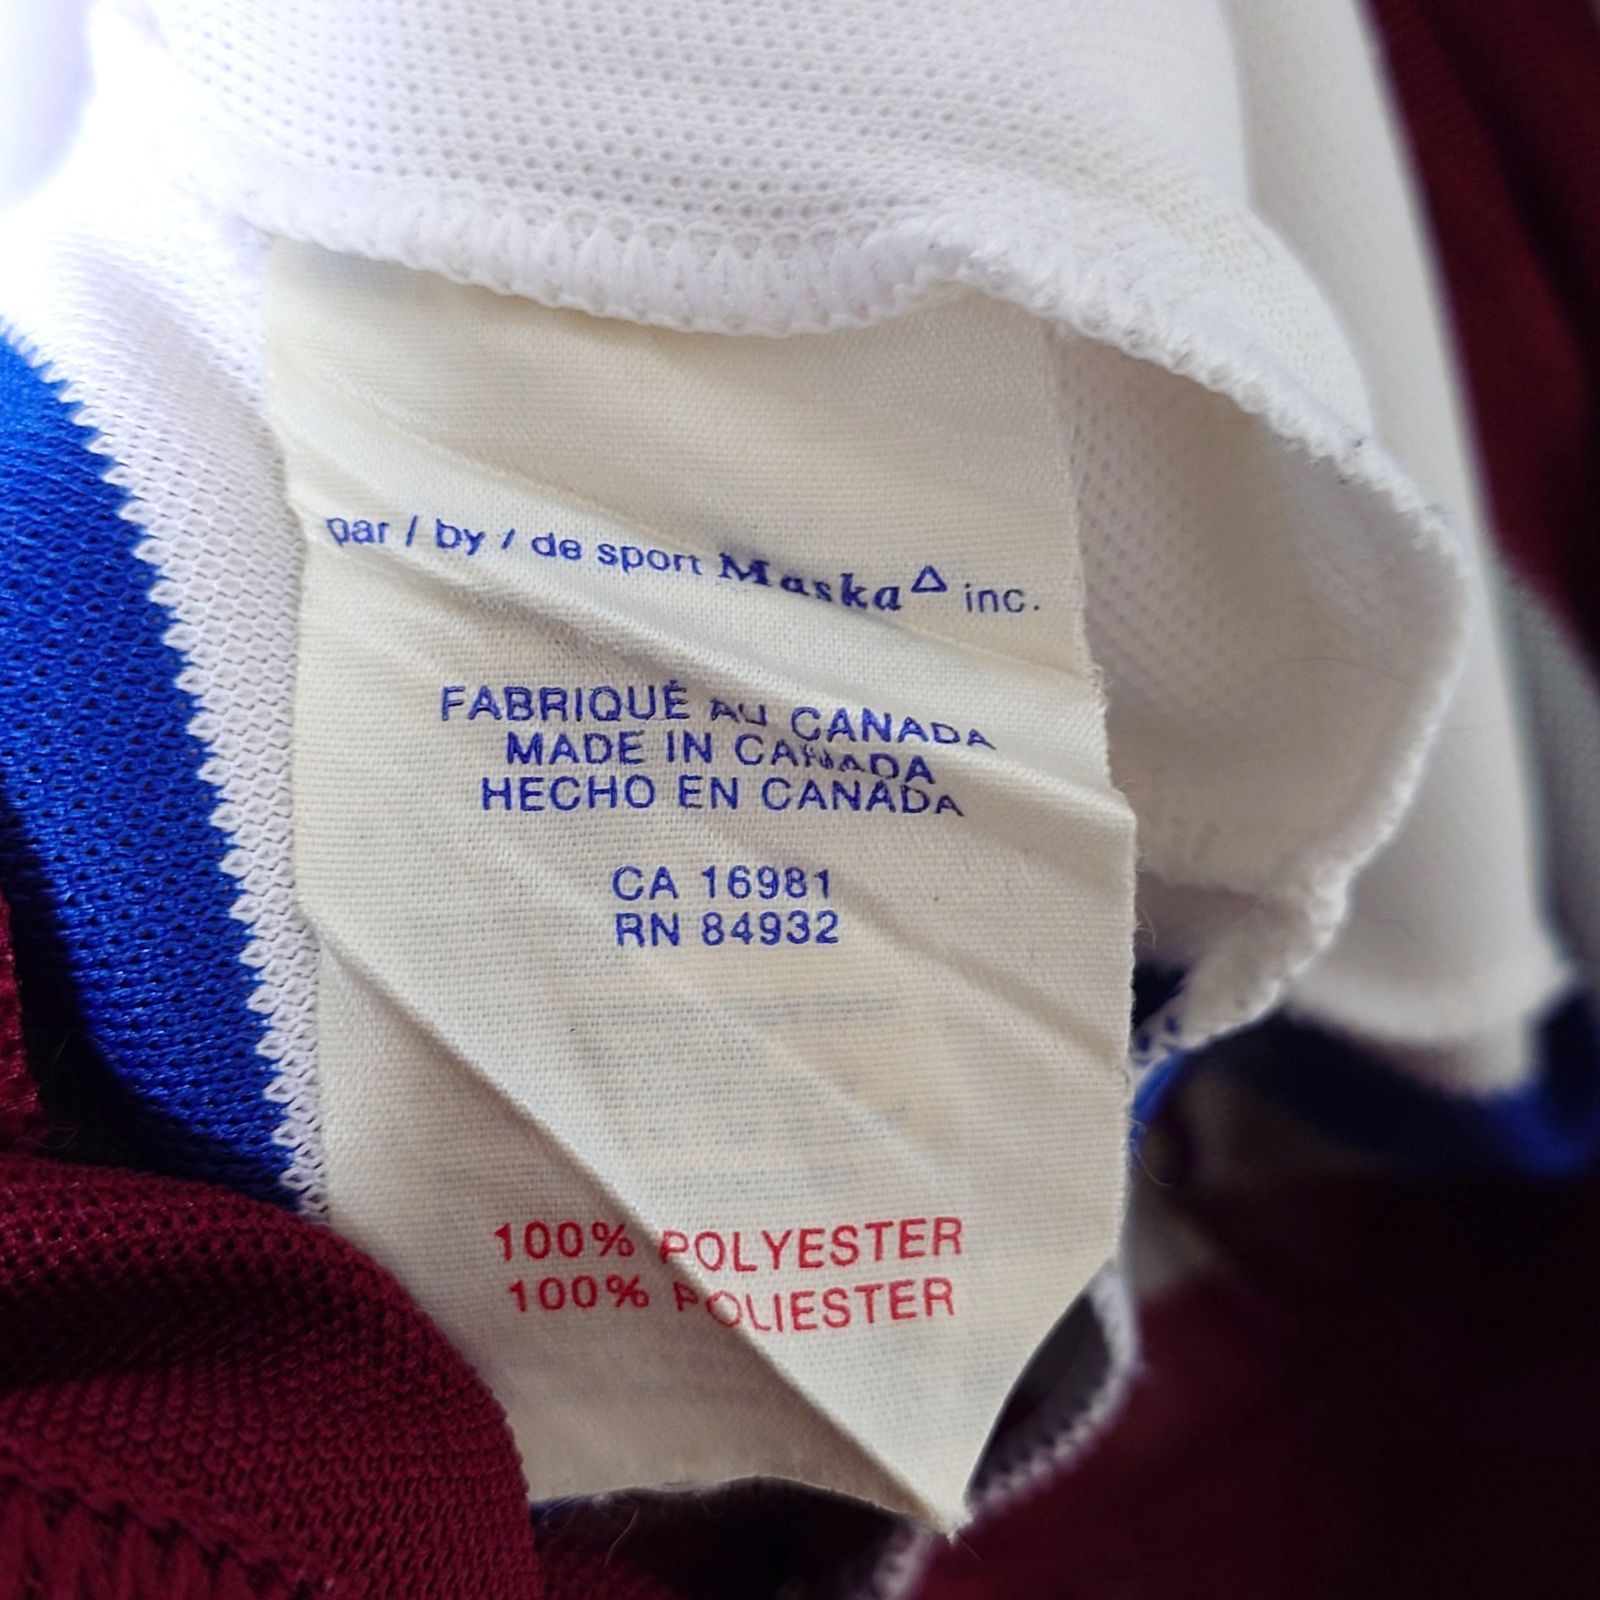 par / by / de sport Maska△ inc.
FABRIQUÉ AU CANADA
MADE IN CANADA
HECHO EN CANADA
CA 16981
RN 84932
100% POLYESTER
100% POLIESTER